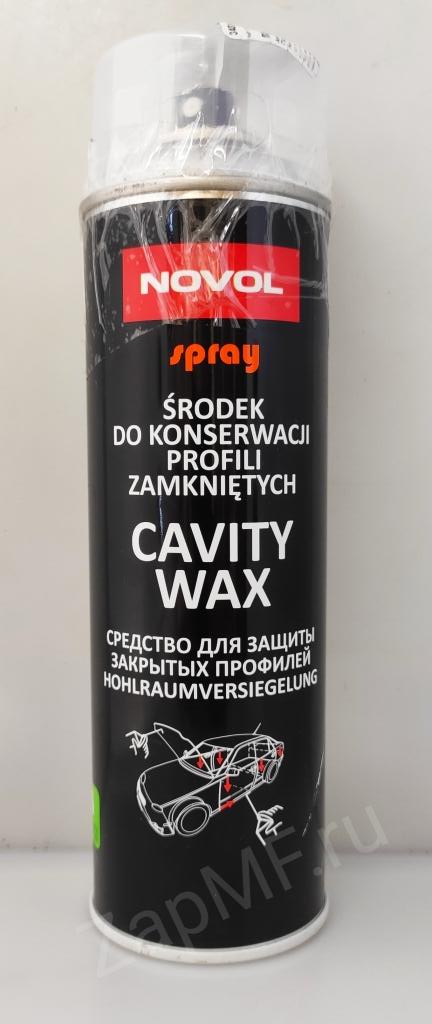 NOVOL
spray
ŚRODEK
DO KONSERWACJI
PROFILI
ZAMKNIĘTYCH
CAVITY
WAX
СРЕДСТВО ДЛЯ ЗАЩИТЫ
ЗАКРЫТЫХ ПРОФИЛЕЙ
HOHLRAUMVERSIEGELUNG
ZapMF.ru